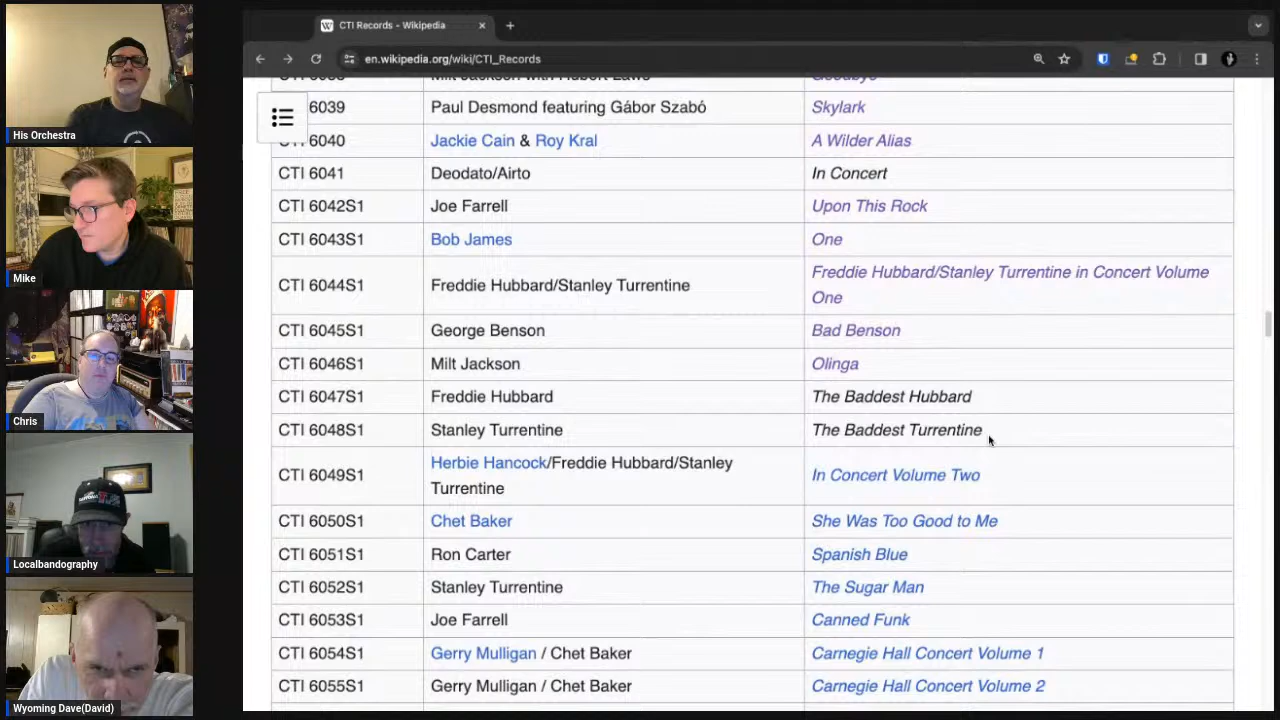 His Orchestra
Mike
Chris
Localbandography
Wyoming Dave(David)
CTI Records - Wikipedia
en.wikipedia.org/wiki/CTI_Records
Milt Jackson with Hubert Laws Goodbye
6039 Paul Desmond featuring Gábor Szabó Skylark
6040 Jackie Cain & Roy Kral A Wilder Alias
CTI 6041 Deodato/Airto In Concert
CTI 6042S1 Joe Farrell Upon This Rock
CTI 6043S1 Bob James One
CTI 6044S1 Freddie Hubbard/Stanley Turrentine Freddie Hubbard/Stanley Turrentine in Concert Volume
One
CTI 6045S1 George Benson Bad Benson
CTI 6046S1 Milt Jackson Olinga
CTI 6047S1 Freddie Hubbard The Baddest Hubbard
CTI 6048S1 Stanley Turrentine The Baddest Turrentine
CTI 6049S1 Herbie Hancock/Freddie Hubbard/Stanley
Turrentine In Concert Volume Two
CTI 6050S1 Chet Baker She Was Too Good to Me
CTI 6051S1 Ron Carter Spanish Blue
CTI 6052S1 Stanley Turrentine The Sugar Man
CTI 6053S1 Joe Farrell Canned Funk
CTI 6054S1 Gerry Mulligan / Chet Baker Carnegie Hall Concert Volume 1
CTI 6055S1 Gerry Mulligan / Chet Baker Carnegie Hall Concert Volume 2